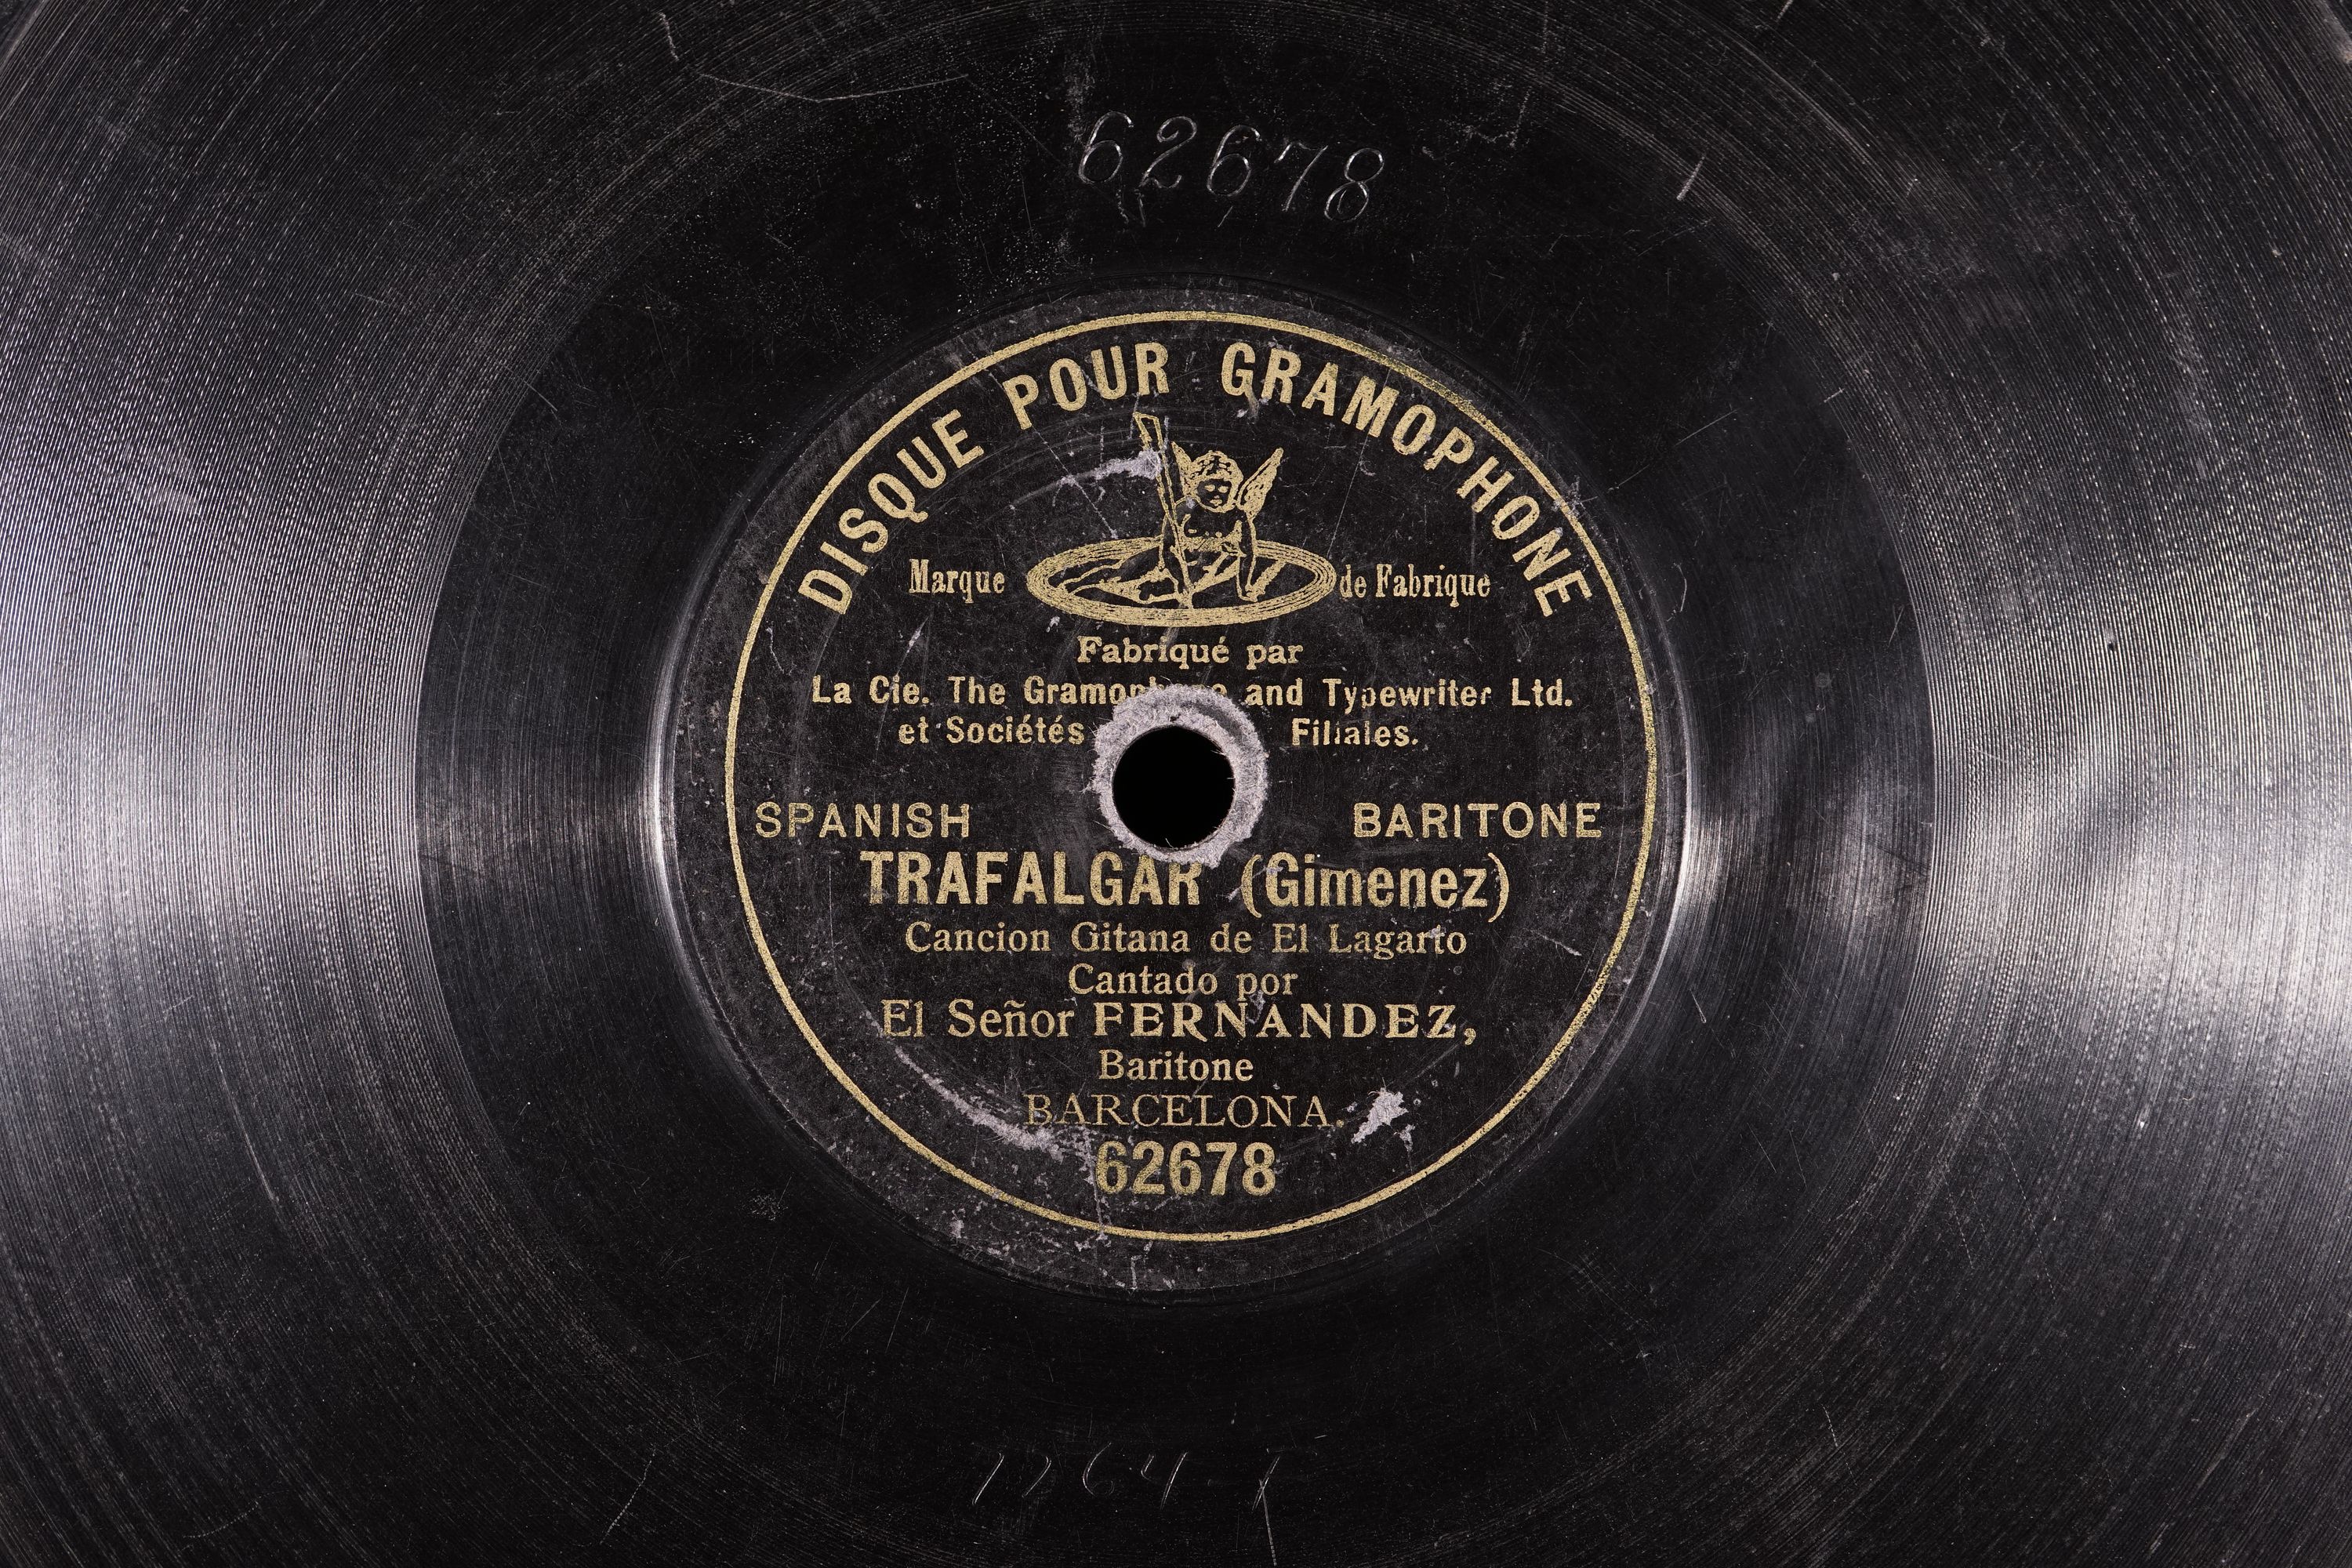 62678
DISQUE POUR GRAMOPHONE
Marque de Fabrique
Fabriqué par
La Cie. The Gramophone and Typewriter Ltd.
et Sociétés Filiales.
SPANISH BARITONE
TRAFALGAR (Gimenez)
Cancion Gitana de El Lagarto
Cantado por
El Señor FERNANDEZ,
Baritone
BARCELONA.
62678